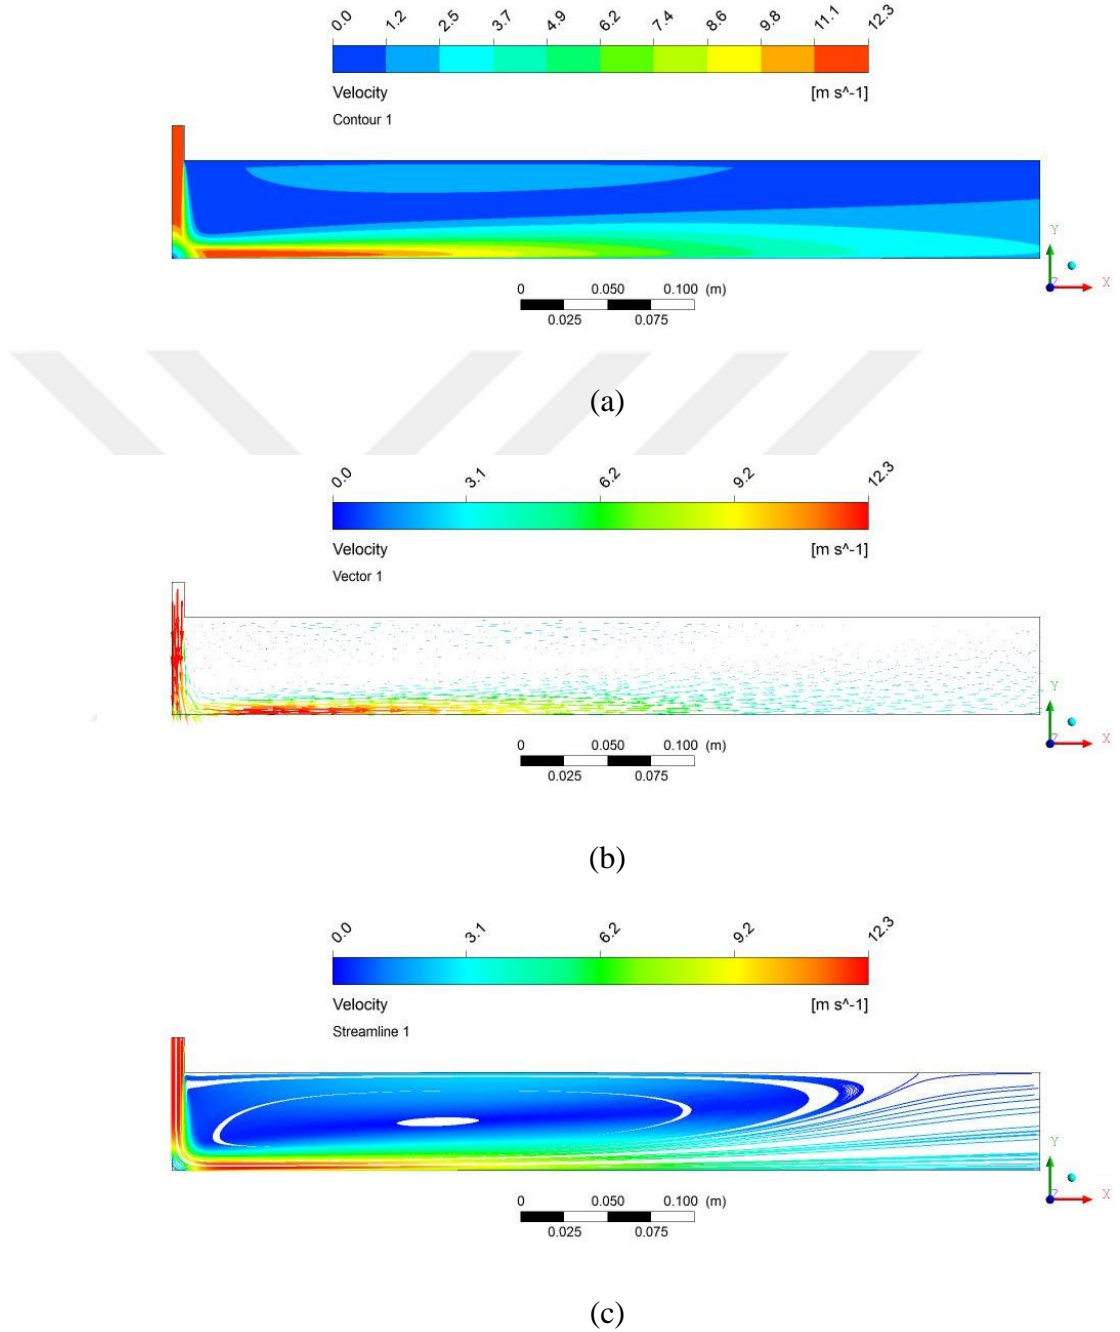 0.0 1.2 2.5 3.7 4.9 6.2 7.4 8.6 9.8 11.1 12.3
Velocity [m s^-1]
Contour 1
Y
0 0.050 0.100 (m)
Z X
0.025 0.075
(a)
0.0 3.1 6.2 9.2 12.3
Velocity [m s^-1]
Vector 1
Y
0 0.050 0.100 (m)
Z X
0.025 0.075
(b)
0.0 3.1 6.2 9.2 12.3
Velocity [m s^-1]
Streamline 1
Y
0 0.050 0.100 (m)
Z X
0.025 0.075
(c)